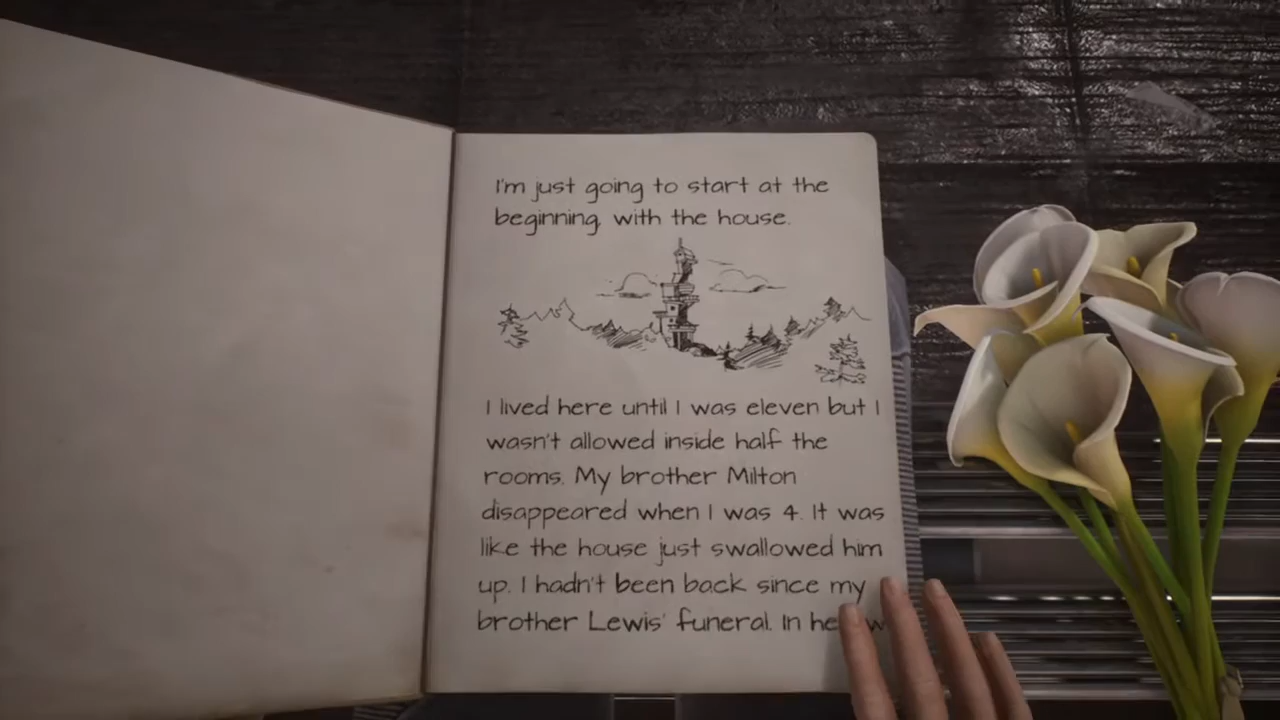 I'm just going to start at the
beginning, with the house.
I lived here until I was eleven but I
wasn't allowed inside half the
rooms. My brother Milton
disappeared when I was 4. It was
like the house just swallowed him
up. I hadn't been back since my
brother Lewis' funeral. In